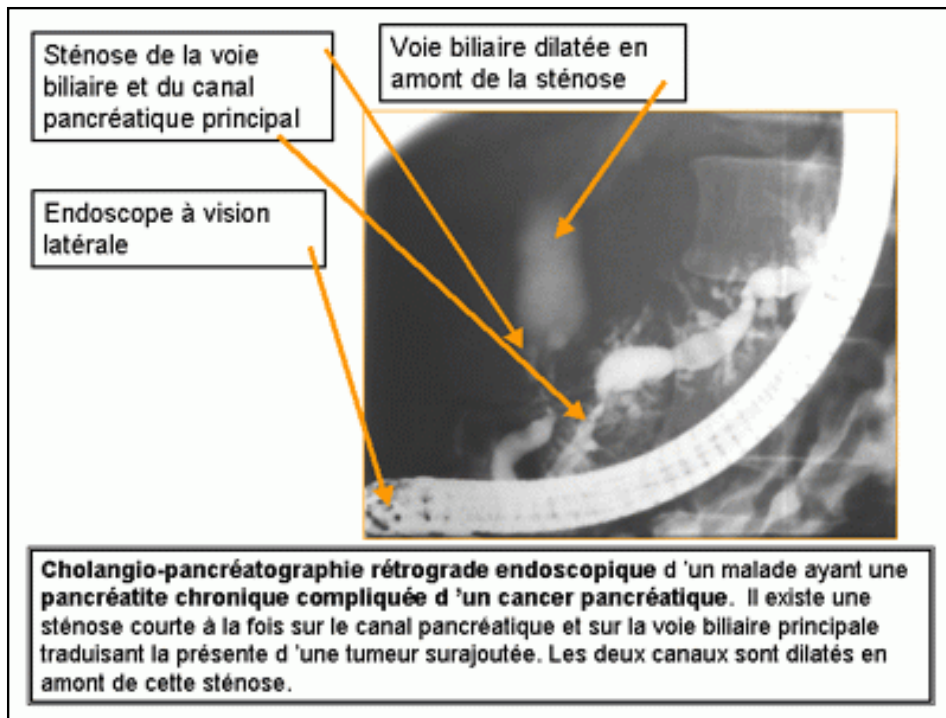 Sténose de la voie
biliaire et du canal
pancréatique principal
Voie biliaire dilatée en
amont de la sténose
Endoscope à vision
latérale
Cholangio-pancréatographie rétrograde endoscopique d 'un malade ayant une
pancréatite chronique compliquée d 'un cancer pancréatique. Il existe une
sténose courte à la fois sur le canal pancréatique et sur la voie biliaire principale
traduisant la présente d 'une tumeur surajoutée. Les deux canaux sont dilatés en
amont de cette sténose.